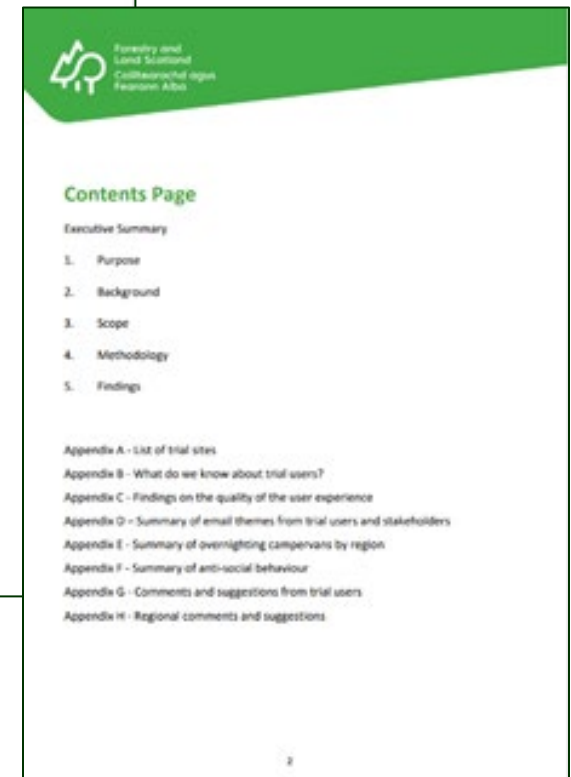 Forestry and
Land Scotland
Coilltearachd agus
Fearann Alba
Contents Page
Executive Summary
1. Purpose
2. Background
3. Scope
4. Methodology
5. Findings
Appendix A - List of trial sites
Appendix B - What do we know about trial users?
Appendix C - Findings on the quality of the user experience
Appendix D – Summary of email themes from trial users and stakeholders
Appendix E - Summary of overnighting campervans by region
Appendix F - Summary of anti-social behaviour
Appendix G - Comments and suggestions from trial users
Appendix H - Regional comments and suggestions
2